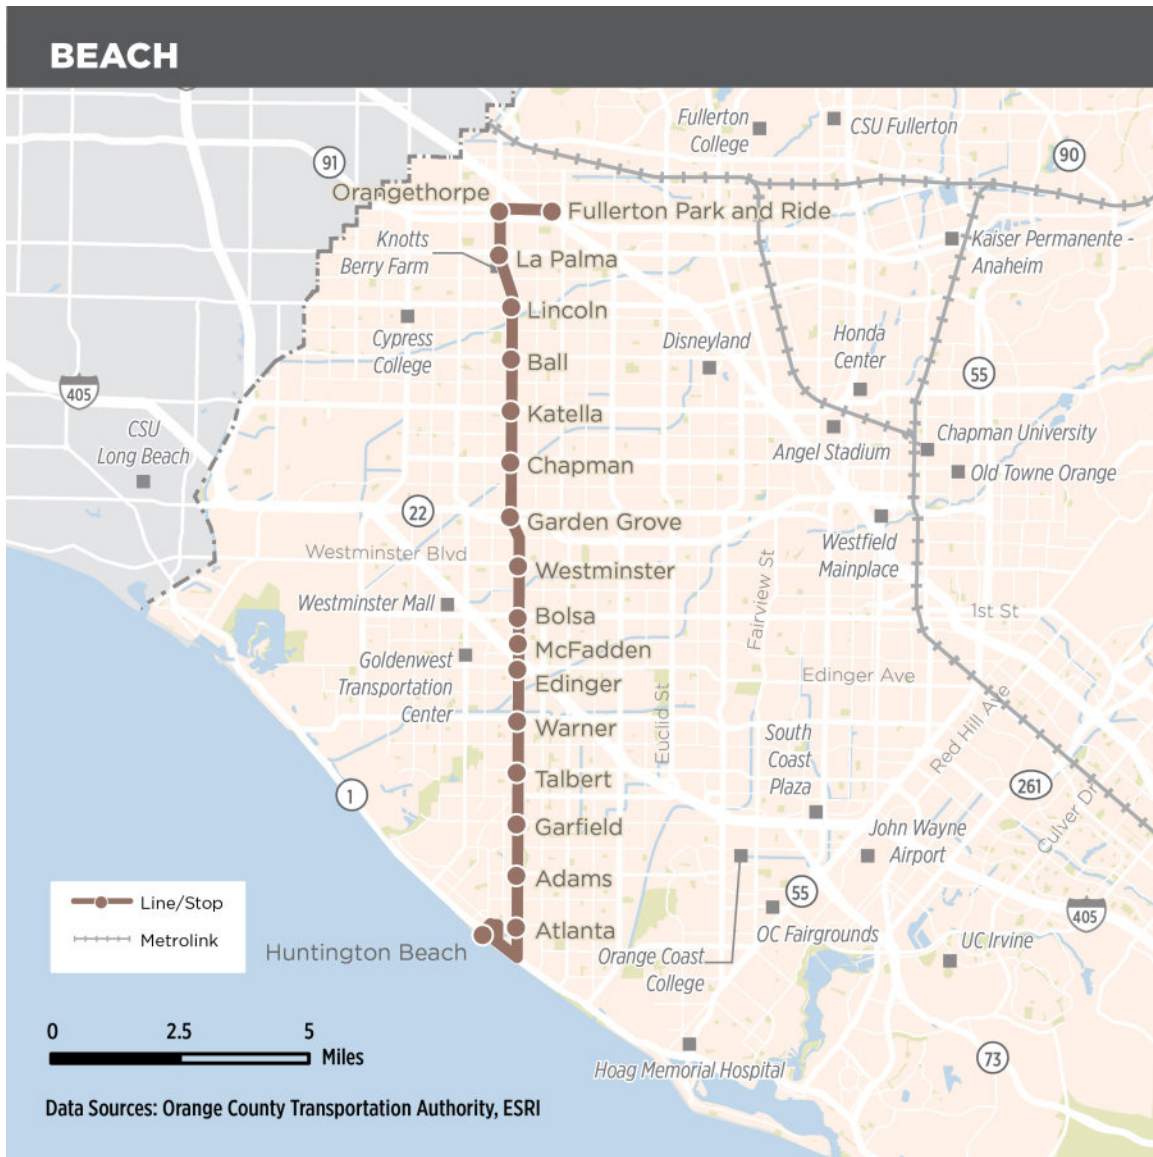 BEACH
Fullerton
College
CSU Fullerton
90
91
Orangethorpe
Fullerton Park and Ride
Knotts
Berry Farm
La Palma
Kaiser Permanente -
Anaheim
Lincoln
Cypress
College
Ball
Disneyland
Honda
Center
55
405
Katella
CSU
Long Beach
Chapman
Angel Stadium
Chapman University
Old Towne Orange
22
Garden Grove
Westminster Blvd
Westminster
Westfield
Mainplace
Fairview St
Westminster Mall
Bolsa
1st St
McFadden
Goldenwest
Transportation
Center
Edinger
Edinger Ave
Euclid St
Red Hill Ave
Warner
South
Coast
Plaza
Talbert
1
261
Culver Dr
Garfield
John Wayne
Airport
Adams
55
405
Line/Stop
Metrolink
Atlanta
Huntington Beach
OC Fairgrounds
UC Irvine
Orange Coast
College
0 2.5 5
Miles
Hoag Memorial Hospital
73
Data Sources: Orange County Transportation Authority, ESRI